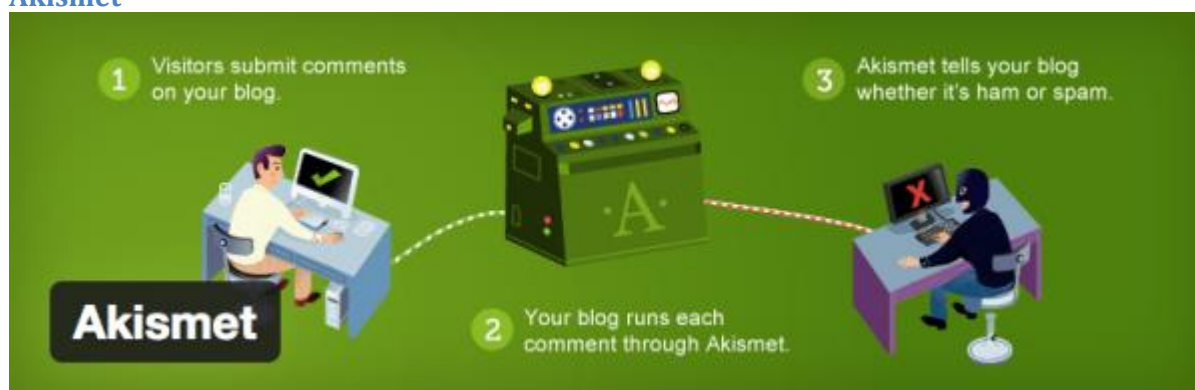 Akismet
1 Visitors submit comments
on your blog.
3 Akismet tells your blog
whether it's ham or spam.
A
Akismet
2 Your blog runs each
comment through Akismet.